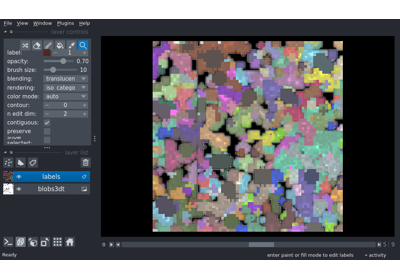 File View Window Plugins Help
layer controls
label: 1
opacity: 0.70
brush size: 10
blending: translucen
rendering: iso catego
color mode: auto
contour: 0
n edit dim: 2
contiguous:
preserve
layer list
labels
blobs3dt
Ready
enter paint or fill mode to edit labels
activity